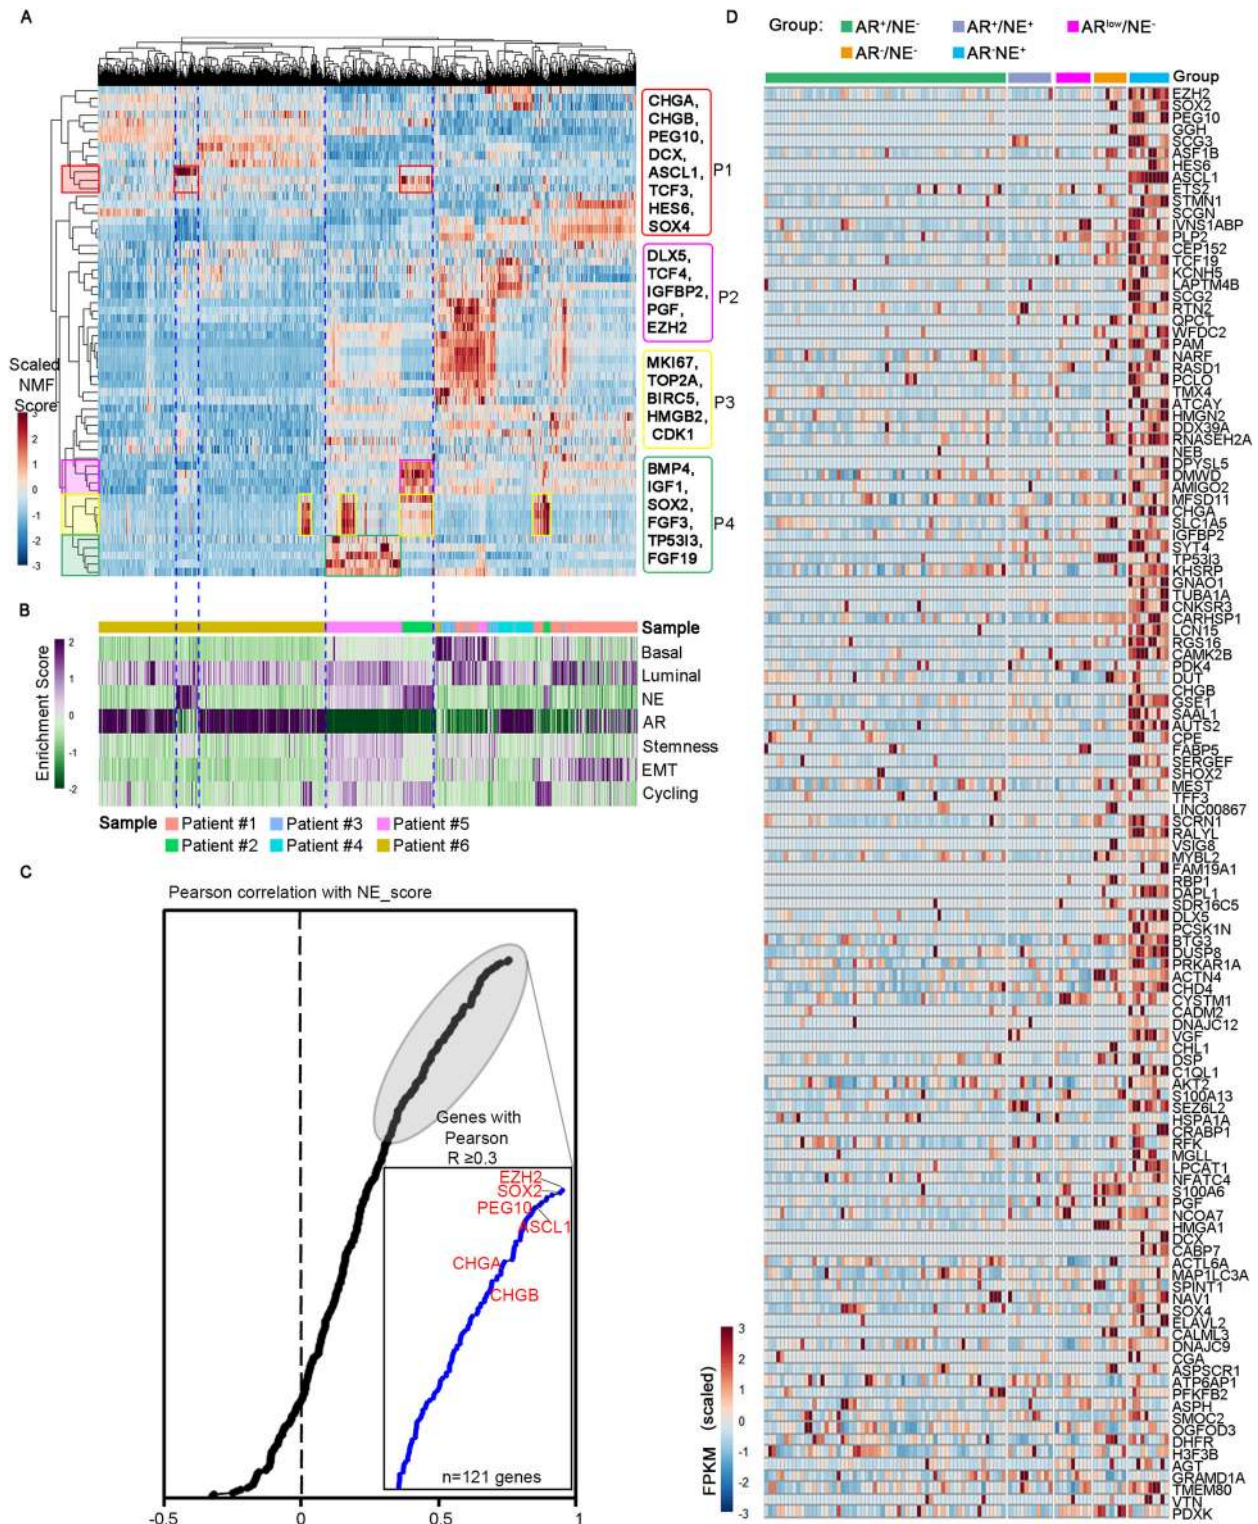 A
CHGA,
CHGB,
PEG10,
DCX,
ASCL1,
TCF3,
HES6,
SOX4
P1
DLX5,
TCF4,
IGFBP2,
PGF,
EZH2
P2
MKI67,
TOP2A,
BIRC5,
HMGB2,
CDK1
P3
BMP4,
IGF1,
SOX2,
FGF3,
TP53I3,
FGF19
P4
Scaled
NMF
Score
3
2
1
0
-1
-2
-3
B
Enrichment Score
2
1
0
-1
-2
Sample
Basal
Luminal
NE
AR
Stemness
EMT
Cycling
Sample
Patient #1
Patient #3
Patient #5
Patient #2
Patient #4
Patient #6
C
Pearson correlation with NE_score
Genes with
Pearson
R ≥0.3
EZH2
SOX2
PEG10
ASCL1
CHGA
CHGB
n=121 genes
-0.5
0
0.5
1
D
Group:
AR+/NE-
AR+/NE+
ARlow/NE-
AR-/NE-
AR-NE+
Group
EZH2
SOX2
PEG10
GGH
SCG3
ASF1B
HES6
ASCL1
ETS2
STMN1
SCGN
IVNS1ABP
PLP2
CEP152
TCF19
KCNH5
LAPTM4B
SCG2
RTN2
QPCT
WFDC2
PAM
NARF
RASD1
PCLO
TMX4
ATCAY
HMGN2
DDX39A
RNASEH2A
NEB
DPYSL5
DMWD
AMIGO2
MFSD11
CHGA
SLC1A5
IGFBP2
SYT4
TP53I3
KHSRP
GNAO1
TUBA1A
CNKSR3
CARHSP1
LCN15
RGS16
CAMK2B
PDK4
DUT
CHGB
GSE1
SAAL1
AUTS2
CPE
FABP5
SERGEF
SHOX2
MEST
TFF3
LINC00867
SCRN1
RALYL
VSIG8
MYBL2
FAM19A1
RBP1
DAPL1
SDR16C5
DLX5
PCSK1N
BTG3
DUSP8
PRKAR1A
ACTN4
CHD4
CYSTM1
CADM2
DNAJC12
VGF
CHL1
DSP
C1QL1
AKT2
S100A13
SEZ6L2
HSPA1A
CRABP1
RFK
MGLL
LPCAT1
NFATC4
S100A6
PGF
NCOA7
HMGA1
DCX
CABP7
ACTL6A
MAP1LC3A
SPINT1
NAV1
SOX4
ELAVL2
CALML3
DNAJC9
CGA
ASPSCR1
ATP6AP1
PFKFB2
ASPH
SMOC2
OGFOD3
DHFR
H3F3B
AGT
GRAMD1A
TMEM80
VTN
PDXK
FPKM (scaled)
3
2
1
0
-1
-2
-3